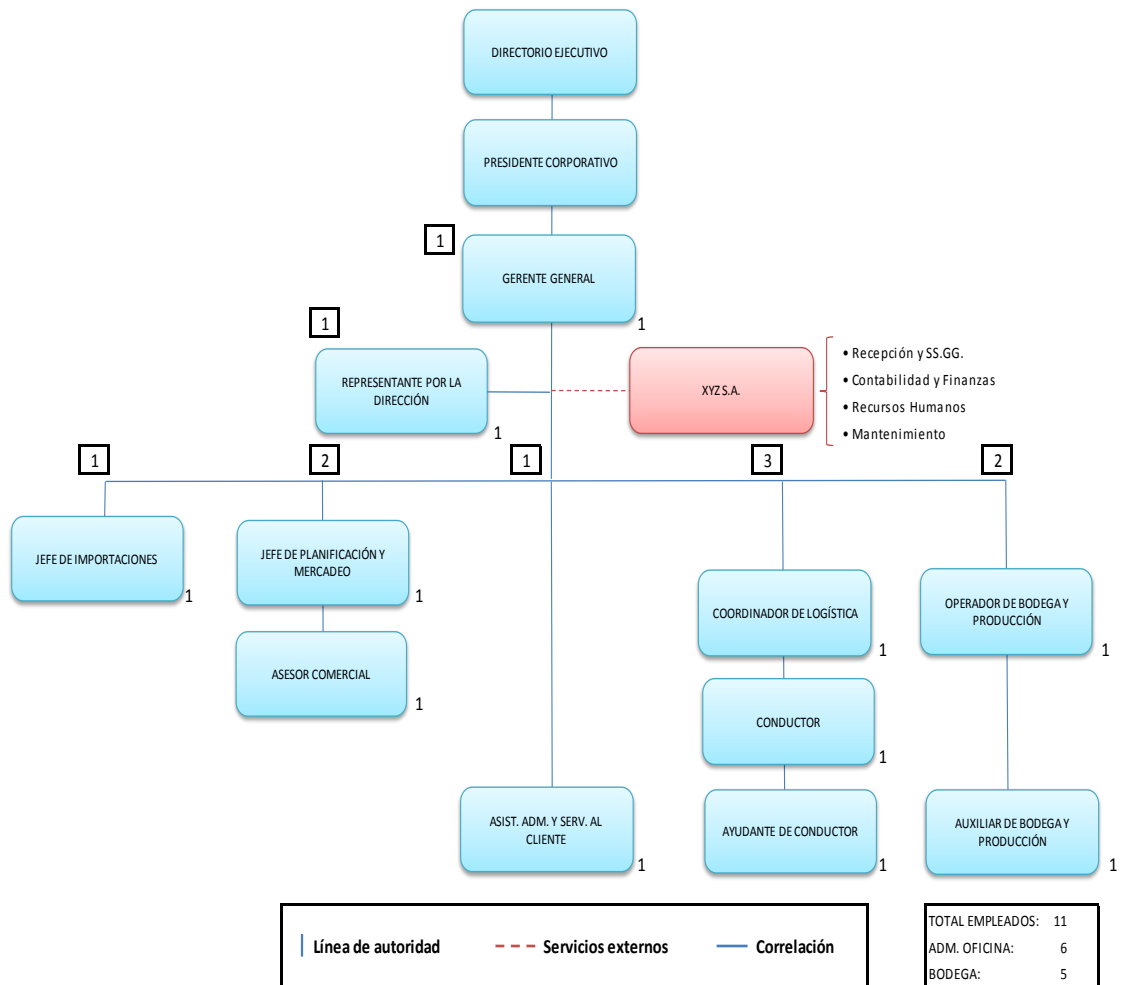 DIRECTORIO EJECUTIVO
PRESIDENTE CORPORATIVO
1
GERENTE GENERAL
1
1
REPRESENTANTE POR LA
DIRECCIÓN
1
XYZ S.A.
• Recepción y SS.GG.
• Contabilidad y Finanzas
• Recursos Humanos
• Mantenimiento
1
2
1
3
2
JEFE DE IMPORTACIONES
1
JEFE DE PLANIFICACIÓN Y
MERCADEO
1
COORDINADOR DE LOGÍSTICA
1
OPERADOR DE BODEGA Y
PRODUCCIÓN
1
ASESOR COMERCIAL
1
CONDUCTOR
1
ASIST. ADM. Y SERV. AL
CLIENTE
1
AYUDANTE DE CONDUCTOR
1
AUXILIAR DE BODEGA Y
PRODUCCIÓN
1
Línea de autoridad
Servicios externos
Correlación
TOTAL EMPLEADOS: 11
ADM. OFICINA: 6
BODEGA: 5